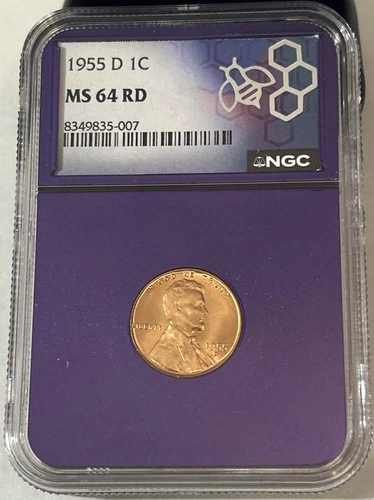 1955 D 1C
MS 64 RD
8349835-007
NGC
IN GOD WE TRUST
LIBERTY
1955
D